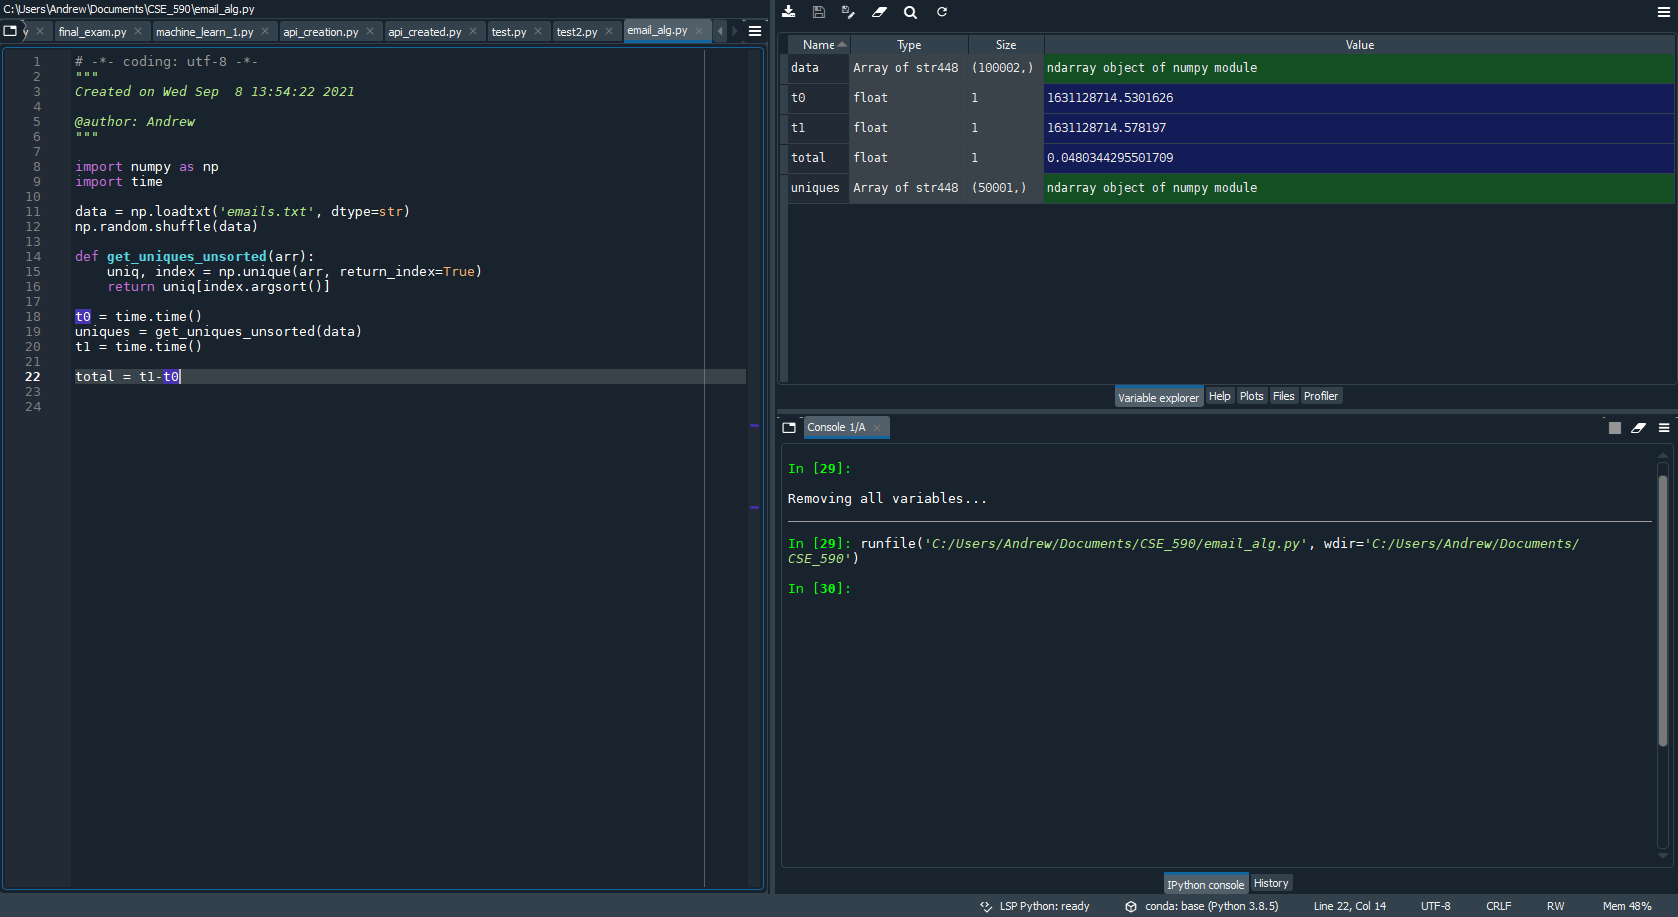 C:\Users\Andrew\Documents\CSE_590\email_alg.py
final_exam.py machine_learn_1.py api_creation.py api_created.py test.py test2.py email_alg.py
1 # -*- coding: utf-8 -*-
2 """
3 Created on Wed Sep  8 13:54:22 2021
4
5 @author: Andrew
6 """
7
8 import numpy as np
9 import time
10
11 data = np.loadtxt('emails.txt', dtype=str)
12 np.random.shuffle(data)
13
14 def get_uniques_unsorted(arr):
15     uniq, index = np.unique(arr, return_index=True)
16     return uniq[index.argsort()]
17
18 t0 = time.time()
19 uniques = get_uniques_unsorted(data)
20 t1 = time.time()
21
22 total = t1-t0
23
24
Name Type Size Value
data Array of str448 (100002,) ndarray object of numpy module
t0 float 1 1631128714.5301626
t1 float 1 1631128714.578197
total float 1 0.0480344295501709
uniques Array of str448 (50001,) ndarray object of numpy module
Variable explorer Help Plots Files Profiler
Console 1/A
In [29]:
Removing all variables...
In [29]: runfile('C:/Users/Andrew/Documents/CSE_590/email_alg.py', wdir='C:/Users/Andrew/Documents/
CSE_590')
In [30]:
IPython console History
LSP Python: ready conda: base (Python 3.8.5) Line 22, Col 14 UTF-8 CRLF RW Mem 48%